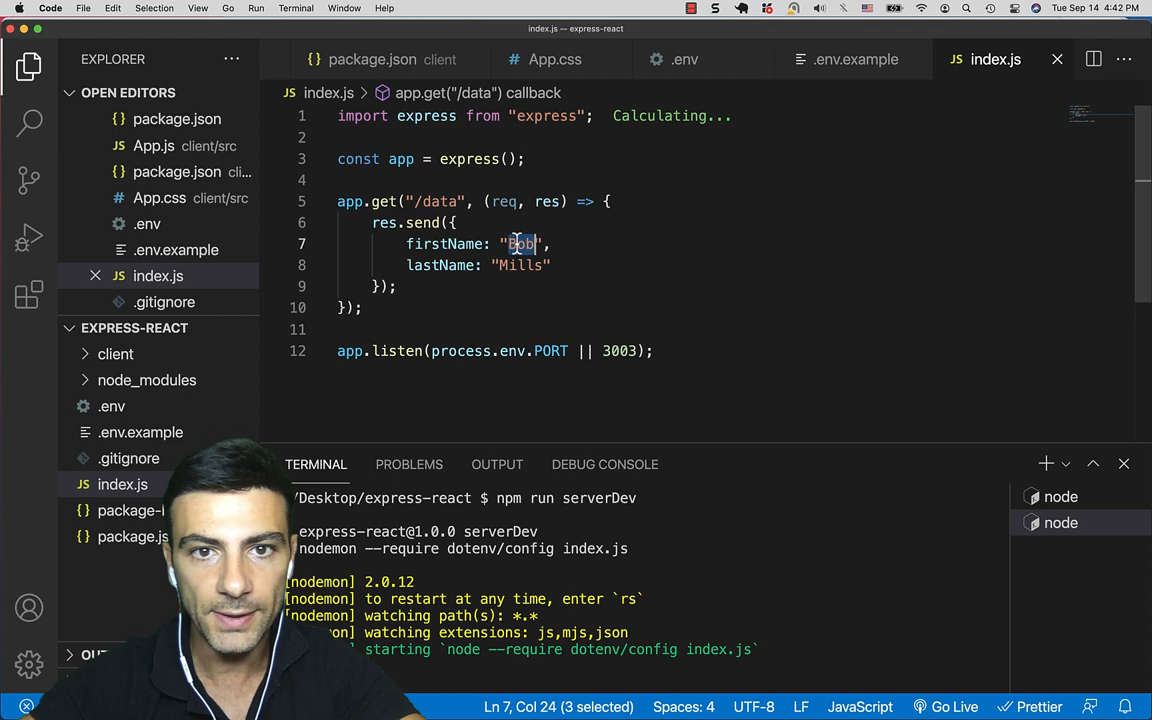 Code File Edit Selection View Go Run Terminal Window Help Tue Sep 14 4:42 PM
index.js — express-react
EXPLORER ...
package.json client
App.css
.env
.env.example
JS index.js
OPEN EDITORS
{} package.json
JS App.js client/src
{} package.json cli...
# App.css client/src
.env
.env.example
JS index.js
.gitignore
EXPRESS-REACT
client
node_modules
.env
.env.example
.gitignore
JS index.js
{} package-
{} package.js
OU
JS index.js > app.get("/data") callback
1 import express from "express"; Calculating...
2
3 const app = express();
4
5 app.get("/data", (req, res) => {
6 res.send({
7 firstName: "Bob",
8 lastName: "Mills"
9 });
10 });
11
12 app.listen(process.env.PORT || 3003);
TERMINAL PROBLEMS OUTPUT DEBUG CONSOLE
/Desktop/express-react $ npm run serverDev
express-react@1.0.0 serverDev
nodemon --require dotenv/config index.js
[nodemon] 2.0.12
[nodemon] to restart at any time, enter `rs`
[nodemon] watching path(s): *.*
[nodemon] watching extensions: js,mjs,json
starting `node --require dotenv/config index.js`
node
node
Ln 7, Col 24 (3 selected) Spaces: 4 UTF-8 LF JavaScript Go Live Prettier